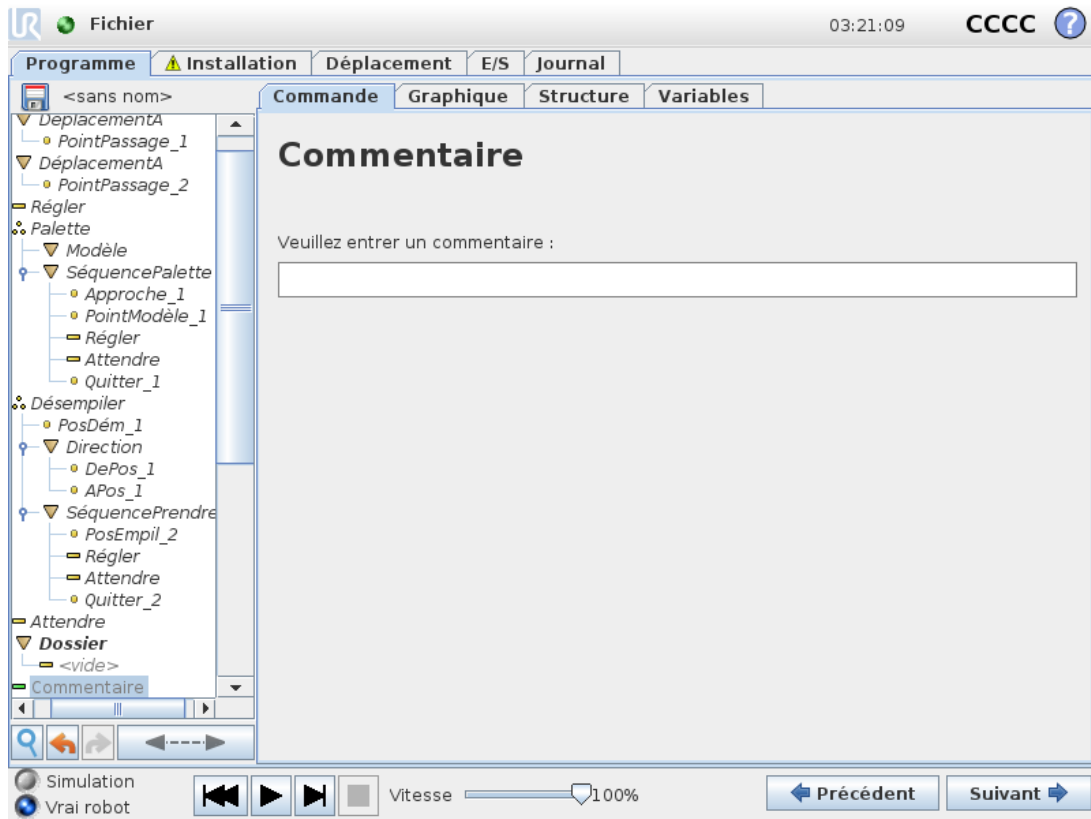 UR Fichier 03:21:09 CCCC ?
Programme Installation Déplacement E/S Journal
<sans nom> Commande Graphique Structure Variables
DéplacementA
PointPassage_1
DéplacementA
PointPassage_2
Régler
Palette
Modèle
SéquencePalette
Approche_1
PointModèle_1
Régler
Attendre
Quitter_1
Désempiler
PosDém_1
Direction
DePos_1
APos_1
SéquencePrendre
PosEmpil_2
Régler
Attendre
Quitter_2
Attendre
Dossier
<vide>
Commentaire
Commentaire
Veuillez entrer un commentaire :
Simulation
Vrai robot
Vitesse 100%
Précédent Suivant